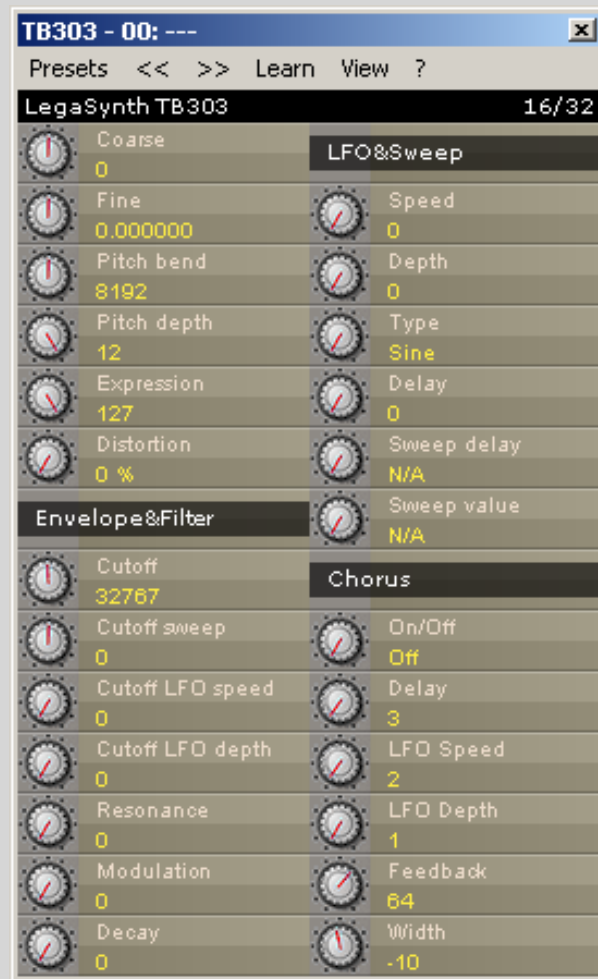 TB303 - 00: ---
Presets << >> Learn View ?
LegaSynth TB303 16/32
Coarse
0
Fine
0.000000
Pitch bend
8192
Pitch depth
12
Expression
127
Distortion
0 %
Envelope&Filter
Cutoff
32767
Cutoff sweep
0
Cutoff LFO speed
0
Cutoff LFO depth
0
Resonance
0
Modulation
0
Decay
0
LFO&Sweep
Speed
0
Depth
0
Type
Sine
Delay
0
Sweep delay
N/A
Sweep value
N/A
Chorus
On/Off
Off
Delay
3
LFO Speed
2
LFO Depth
1
Feedback
64
Width
-10